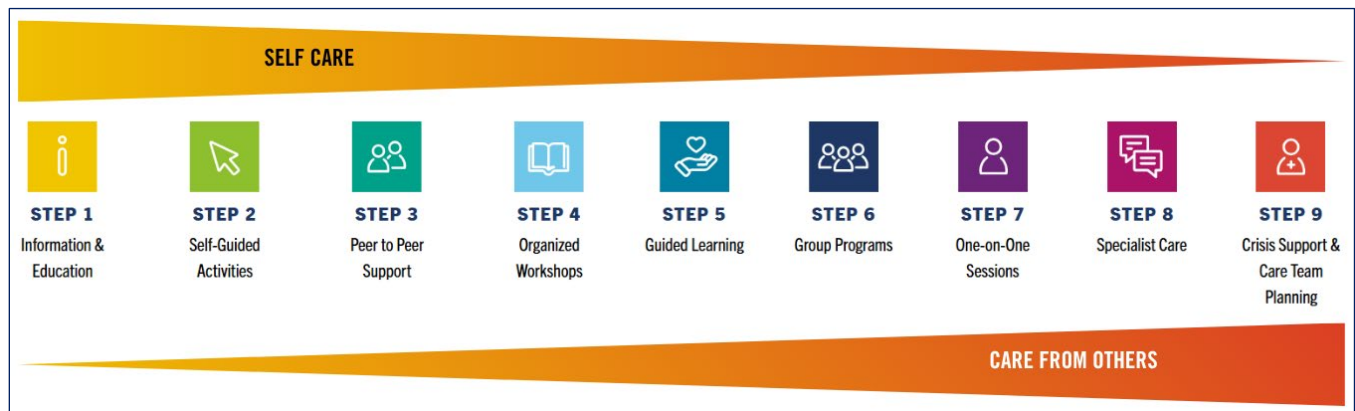 SELF CARE
STEP 1
Information &
Education
STEP 2
Self-Guided
Activities
STEP 3
Peer to Peer
Support
STEP 4
Organized
Workshops
STEP 5
Guided Learning
STEP 6
Group Programs
STEP 7
One-on-One
Sessions
STEP 8
Specialist Care
STEP 9
Crisis Support &
Care Team
Planning
CARE FROM OTHERS